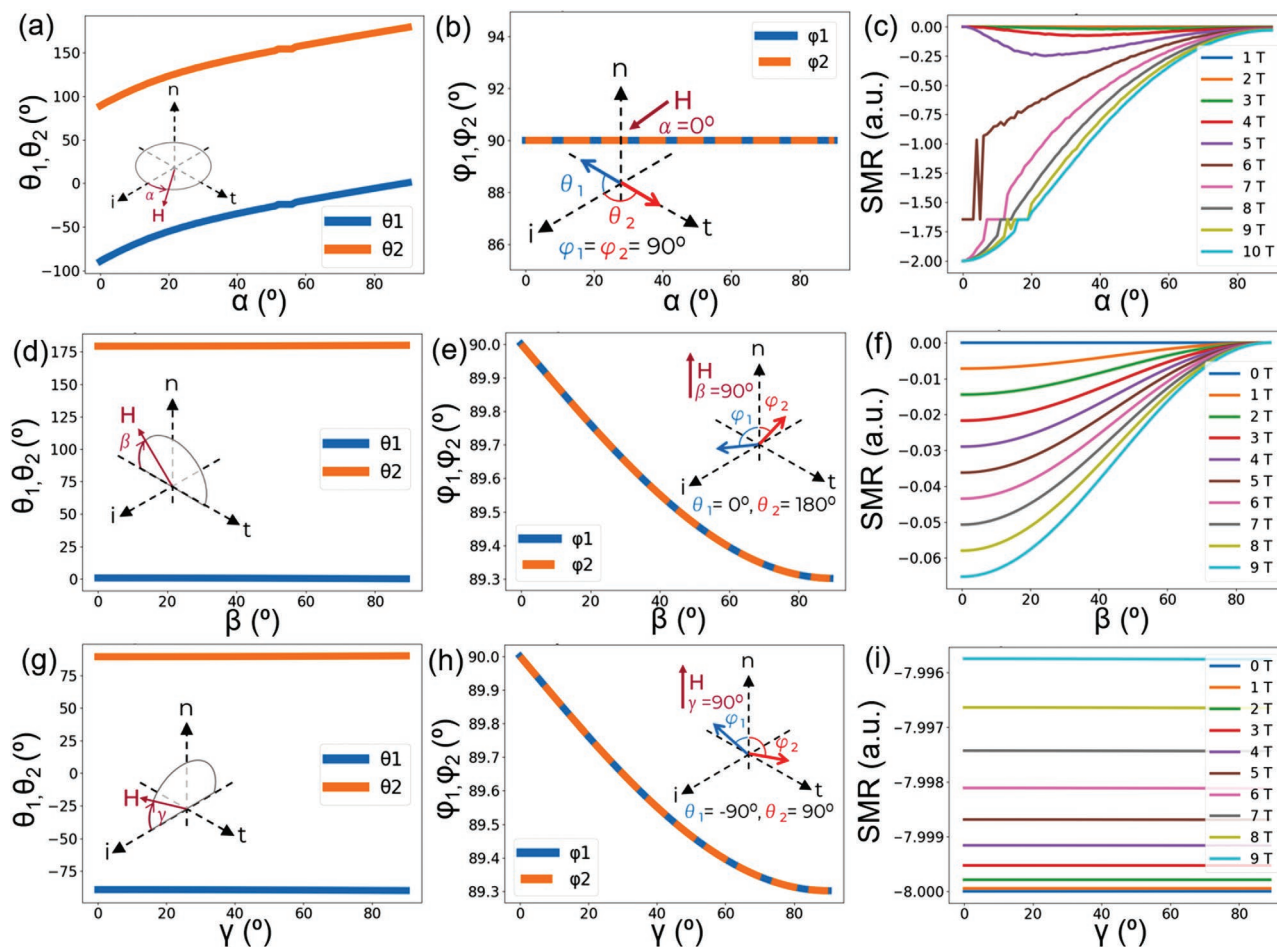 (a)
θ1,θ2 (º)
150
100
50
0
−50
−100
n
i
t
α
H
θ1
θ2
0
20
40
60
80
α (º)
(b)
φ1,φ2 (º)
94
92
90
88
86
φ1
φ2
n
H
α =0º
θ1
θ2
i
t
φ1= φ2= 90º
0
20
40
60
80
α (º)
(c)
SMR (a.u.)
−0.00
−0.25
−0.50
−0.75
−1.00
−1.25
−1.50
−1.75
−2.00
1 T
2 T
3 T
4 T
5 T
6 T
7 T
8 T
9 T
10 T
0
20
40
60
80
α (º)
(d)
θ1,θ2 (º)
175
150
125
100
75
50
25
0
n
H
β
i
t
θ1
θ2
0
20
40
60
80
β (º)
(e)
φ1,φ2 (º)
90.0
89.9
89.8
89.7
89.6
89.5
89.4
89.3
H
β=90º
n
φ1
φ2
i
t
θ1= 0º, θ2= 180º
φ1
φ2
0
20
40
60
80
β (º)
(f)
SMR (a.u.)
0.00
−0.01
−0.02
−0.03
−0.04
−0.05
−0.06
0 T
1 T
2 T
3 T
4 T
5 T
6 T
7 T
8 T
9 T
0
20
40
60
80
β (º)
(g)
θ1,θ2 (º)
75
50
25
0
−25
−50
−75
n
H
γ
i
t
θ1
θ2
0
20
40
60
80
γ (º)
(h)
φ1,φ2 (º)
90.0
89.9
89.8
89.7
89.6
89.5
89.4
89.3
H
γ=90º
n
φ1
φ2
i
t
θ1= -90º, θ2= 90º
φ1
φ2
0
20
40
60
80
γ (º)
(i)
SMR (a.u.)
−7.996
−7.997
−7.998
−7.999
−8.000
0 T
1 T
2 T
3 T
4 T
5 T
6 T
7 T
8 T
9 T
0
20
40
60
80
γ (º)